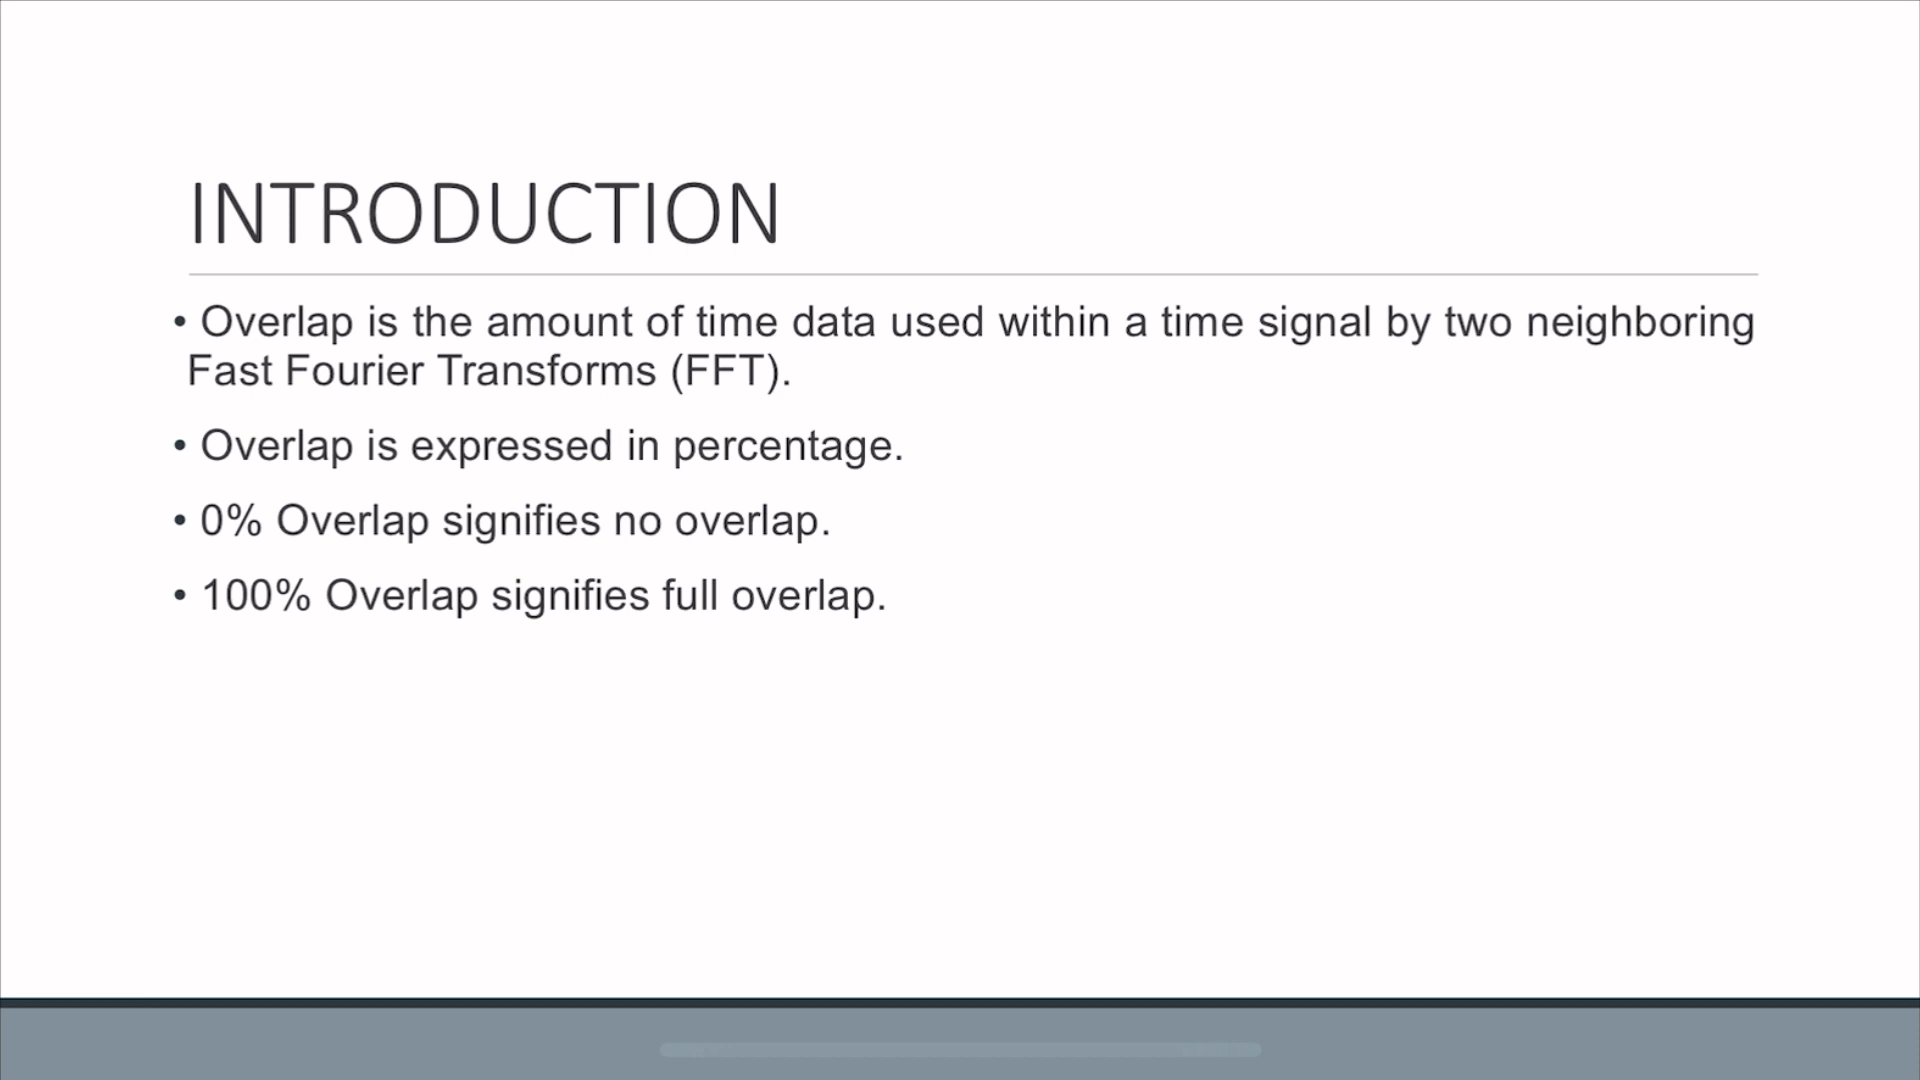 INTRODUCTION
• Overlap is the amount of time data used within a time signal by two neighboring
Fast Fourier Transforms (FFT).
• Overlap is expressed in percentage.
• 0% Overlap signifies no overlap.
• 100% Overlap signifies full overlap.